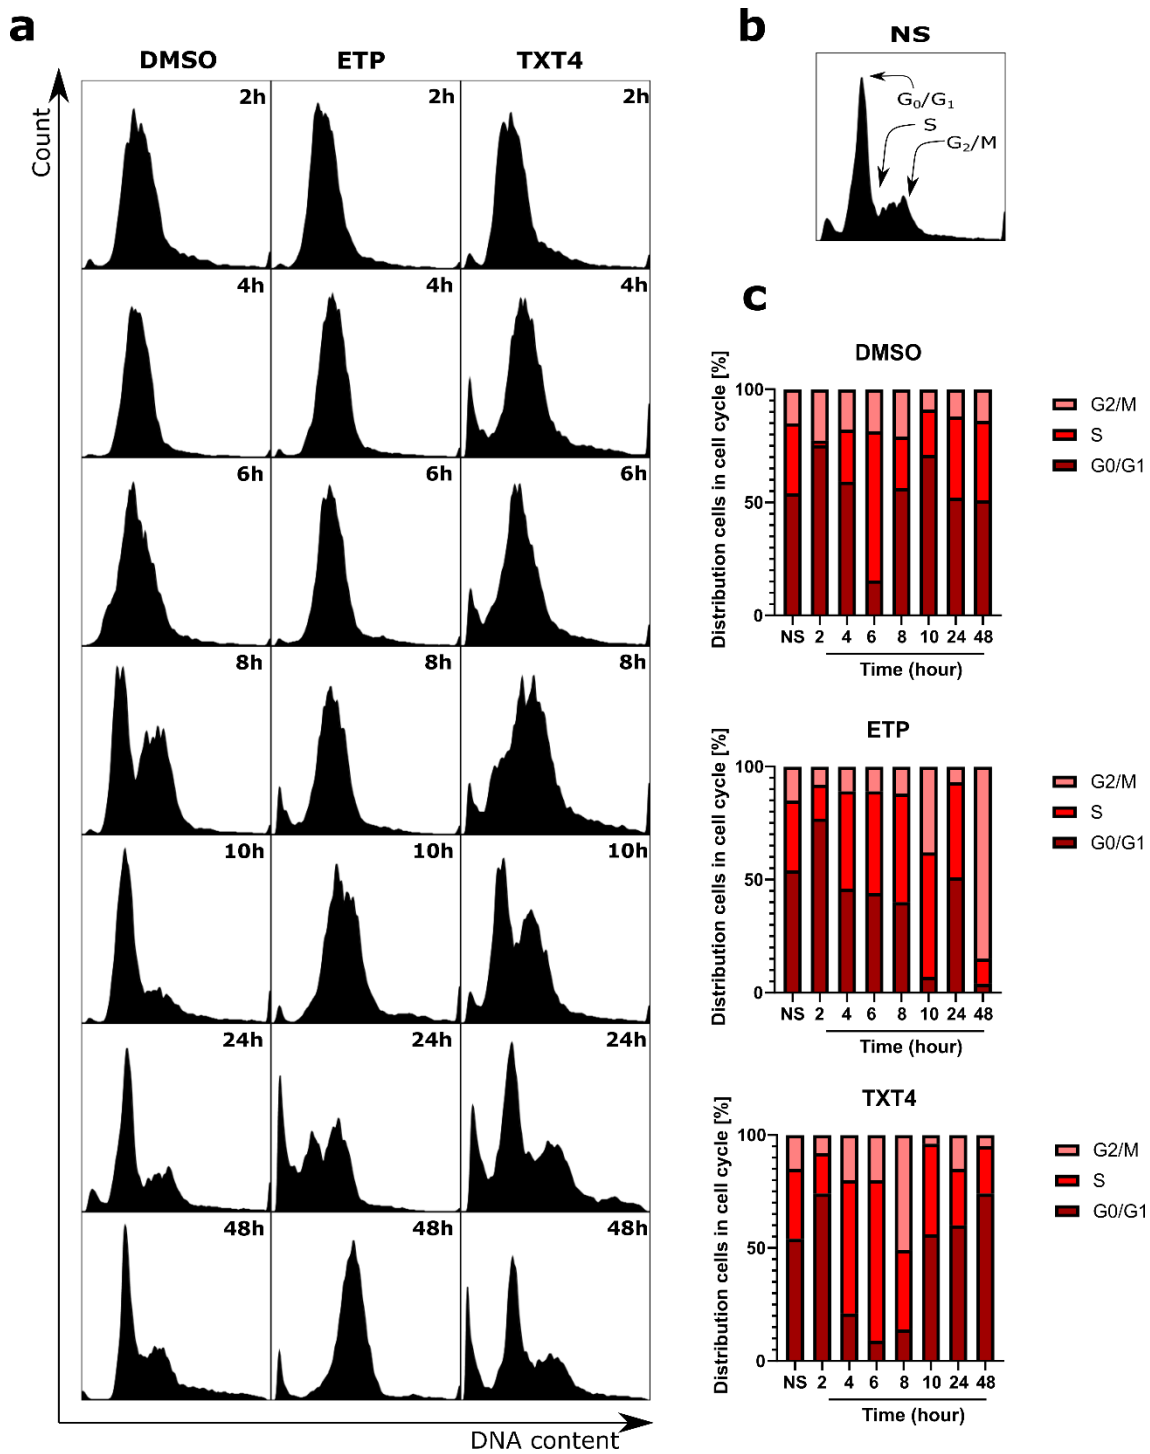 a
DMSO ETP TXT4
Count
2h 2h 2h
4h 4h 4h
6h 6h 6h
8h 8h 8h
10h 10h 10h
24h 24h 24h
48h 48h 48h
DNA content
b
NS
G₀/G₁
S
G₂/M
c
DMSO
Distribution cells in cell cycle [%]
100
50
0
NS 2 4 6 8 10 24 48
Time (hour)
G2/M
S
G0/G1
ETP
Distribution cells in cell cycle [%]
100
50
0
NS 2 4 6 8 10 24 48
Time (hour)
G2/M
S
G0/G1
TXT4
Distribution cells in cell cycle [%]
100
50
0
NS 2 4 6 8 10 24 48
Time (hour)
G2/M
S
G0/G1